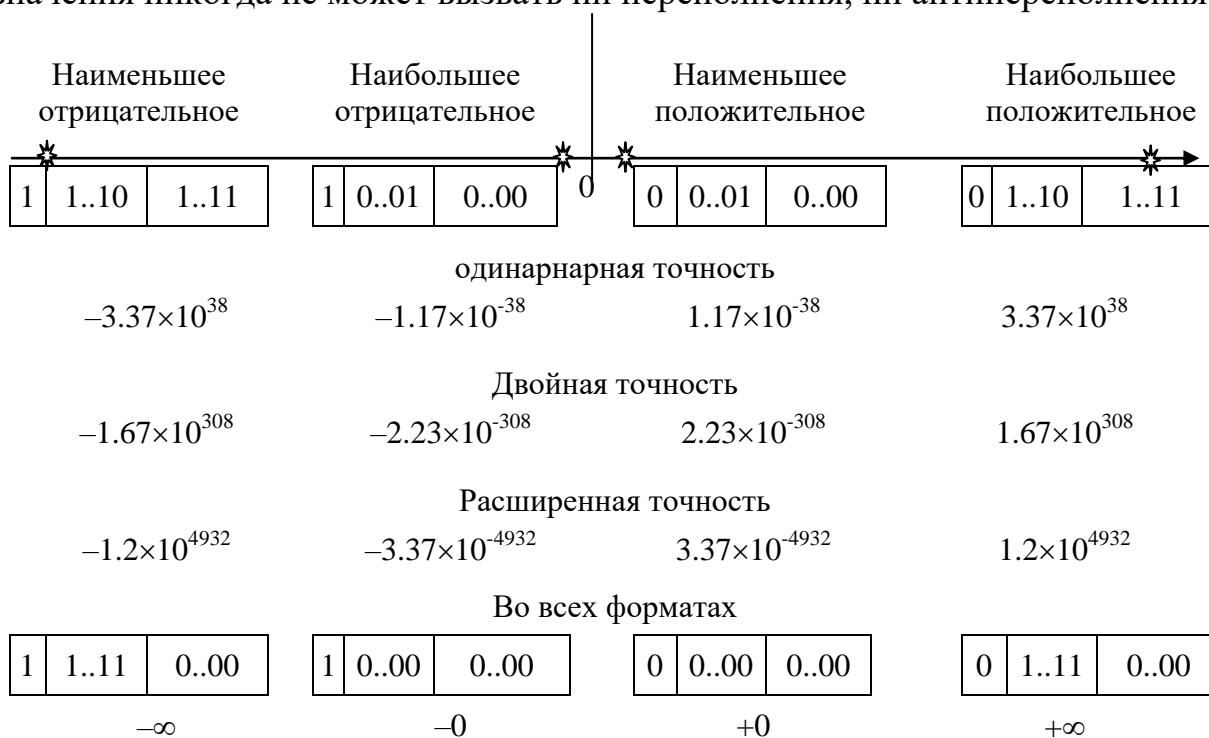 значения никогда не может вызвать ни переполнения, ни антипереполнения
Наименьшее отрицательное Наибольшее отрицательное Наименьшее положительное Наибольшее положительное
0
1 1..10 1..11 1 0..01 0..00 0 0..01 0..00 0 1..10 1..11
одинарнарная точность
–3.37×10^38 –1.17×10^-38 1.17×10^-38 3.37×10^38
Двойная точность
–1.67×10^308 –2.23×10^-308 2.23×10^-308 1.67×10^308
Расширенная точность
–1.2×10^4932 –3.37×10^-4932 3.37×10^-4932 1.2×10^4932
Во всех форматах
1 1..11 0..00 1 0..00 0..00 0 0..00 0..00 0 1..11 0..00
–∞ –0 +0 +∞